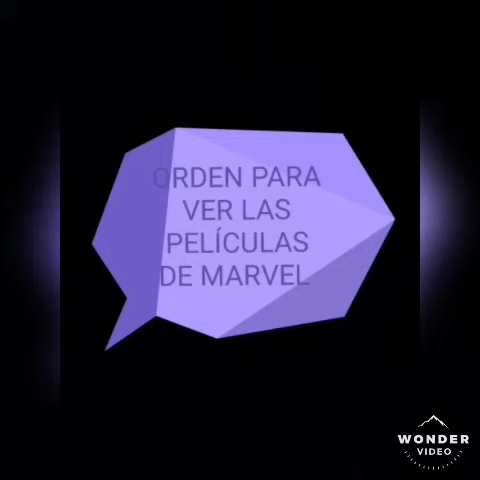 ORDEN PARA
VER LAS
PELÍCULAS
DE MARVEL
WONDER
VIDEO